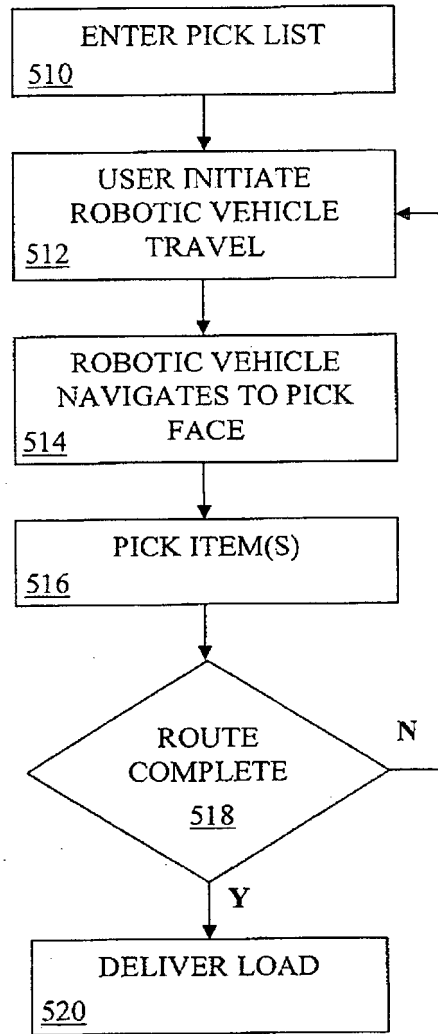 ENTER PICK LIST
510
USER INITIATE
ROBOTIC VEHICLE
TRAVEL
512
ROBOTIC VEHICLE
NAVIGATES TO PICK
FACE
514
PICK ITEM(S)
516
ROUTE
COMPLETE
518
N
Y
DELIVER LOAD
520